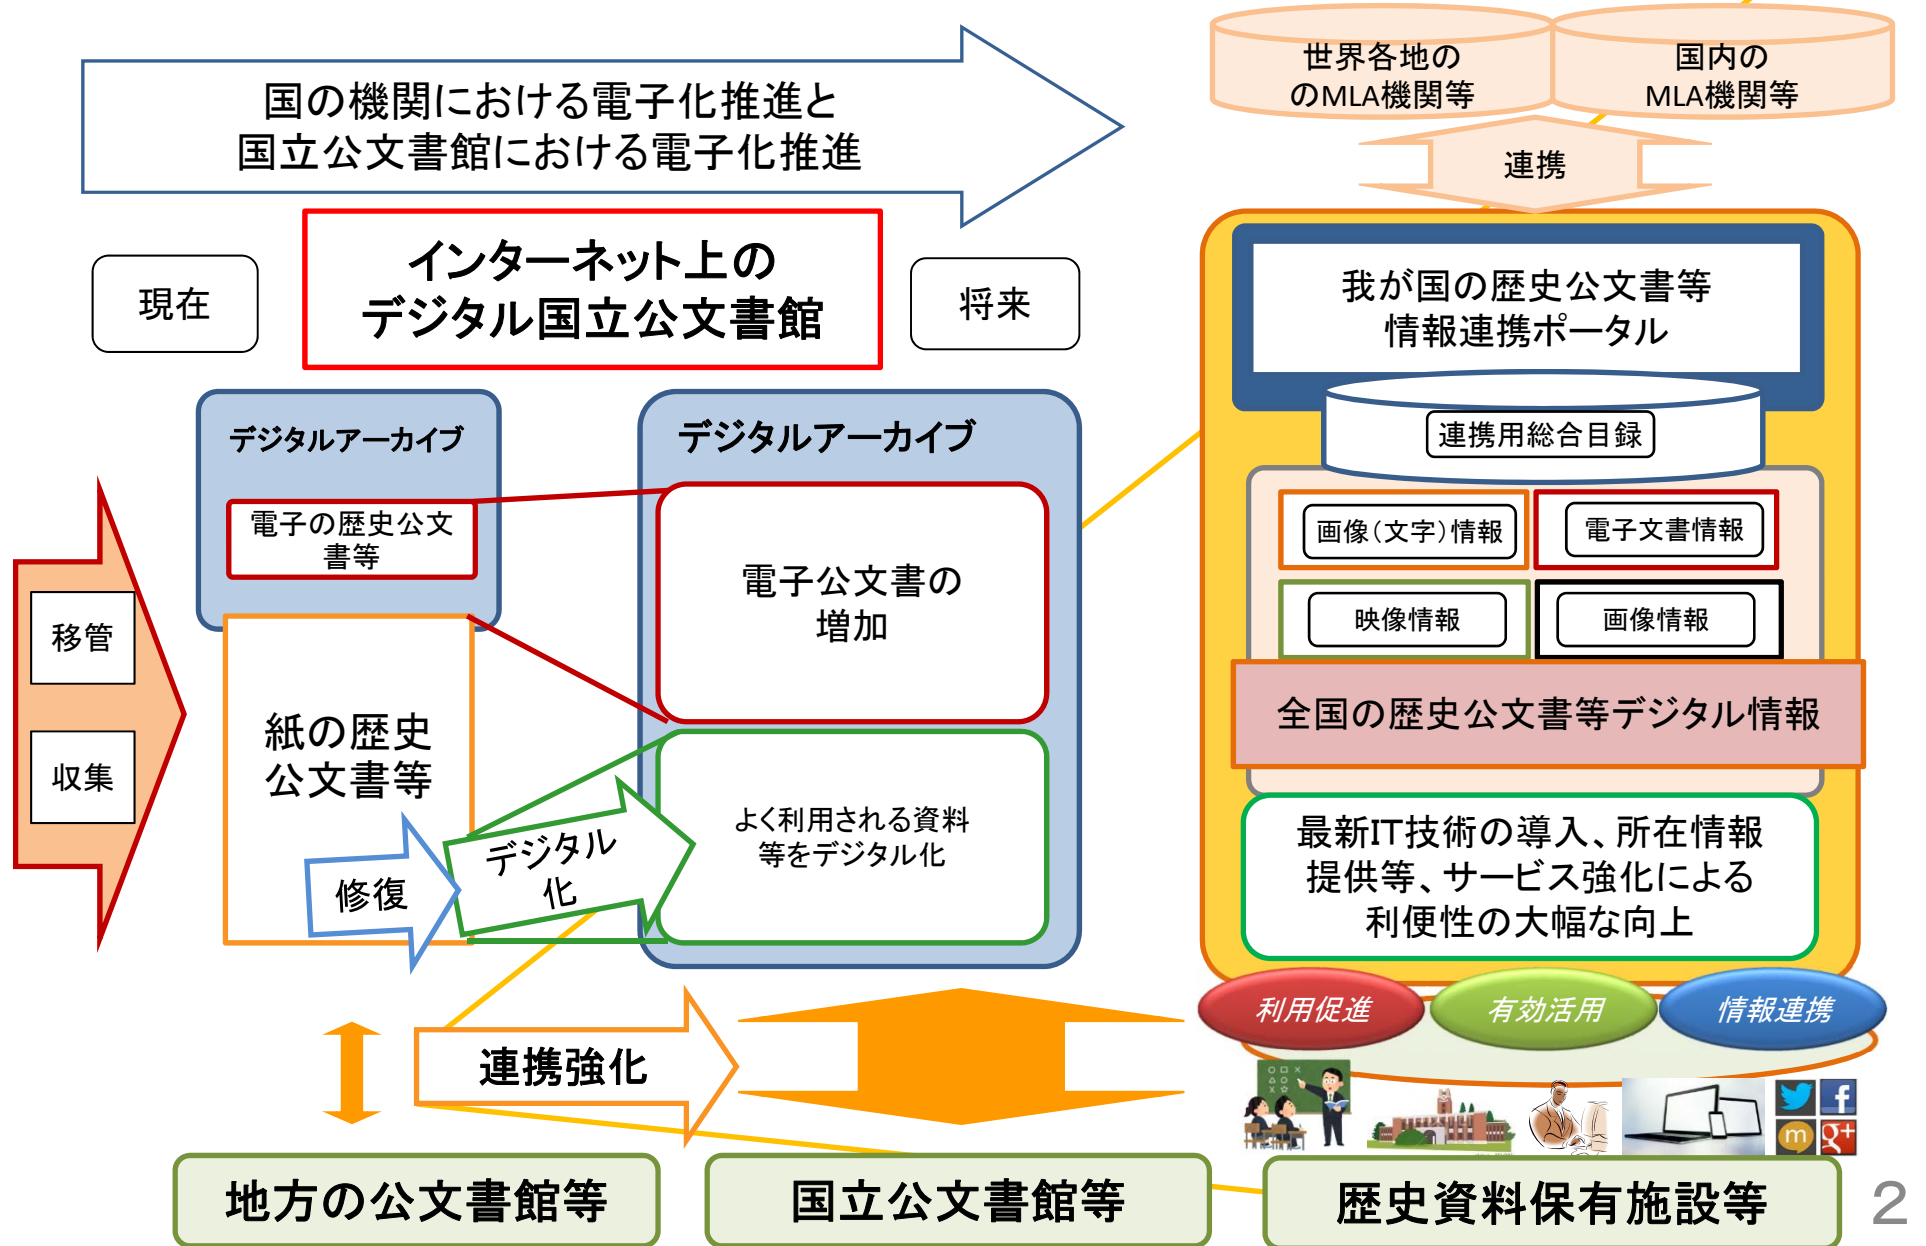 国の機関における電子化推進と
国立公文書館における電子化推進
世界各地の
のMLA機関等
国内の
MLA機関等
連携
現在
インターネット上の
デジタル国立公文書館
将来
我が国の歴史公文書等
情報連携ポータル
連携用総合目録
画像(文字)情報
電子文書情報
映像情報
画像情報
全国の歴史公文書等デジタル情報
最新IT技術の導入、所在情報
提供等、サービス強化による
利便性の大幅な向上
利用促進
有効活用
情報連携
デジタルアーカイブ
電子の歴史公文
書等
デジタルアーカイブ
電子公文書の
増加
移管
収集
紙の歴史
公文書等
修復
デジタル
化
よく利用される資料
等をデジタル化
連携強化
f
m
g+
地方の公文書館等
国立公文書館等
歴史資料保有施設等
2